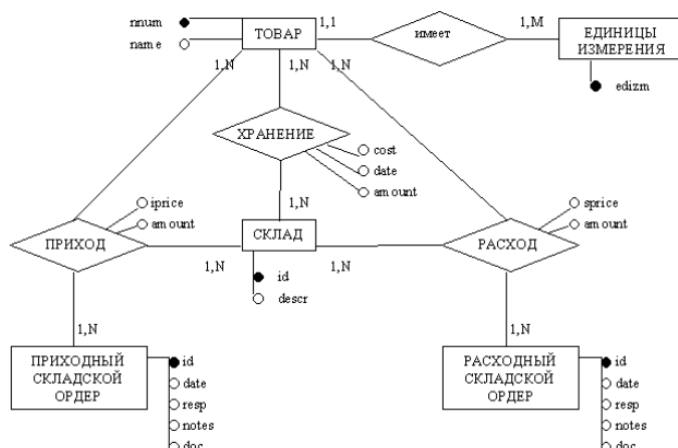 nnum
name
ТОВАР
1,1
имеет
1,M
ЕДИНИЦЫ
ИЗМЕРЕНИЯ
edizm
1,N
1,N
1,N
ХРАНЕНИЕ
cost
date
amount
1,N
iprice
amount
ПРИХОД
СКЛАД
sprice
amount
РАСХОД
1,N
1,N
id
descr
1,N
1,N
ПРИХОДНЫЙ
СКЛАДСКОЙ
ОРДЕР
id
date
resp
notes
doc
РАСХОДНЫЙ
СКЛАДСКОЙ
ОРДЕР
id
date
resp
notes
doc